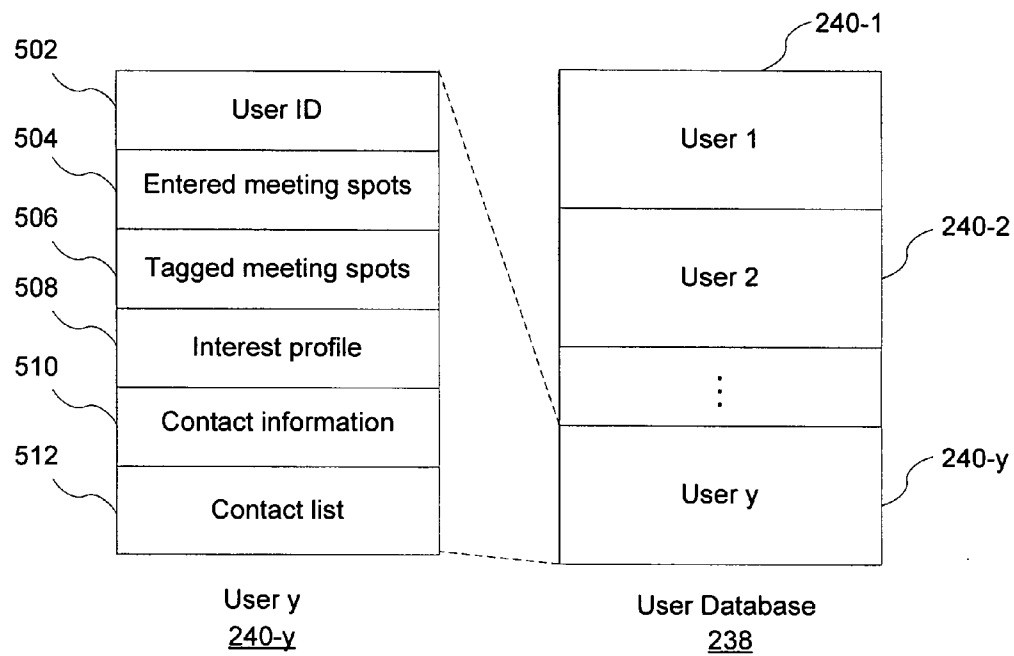 240-1
502
User ID
User 1
504
Entered meeting spots
506
Tagged meeting spots
User 2
240-2
508
Interest profile
510
Contact information
512
Contact list
User y
240-y
User y
240-y
User Database
238